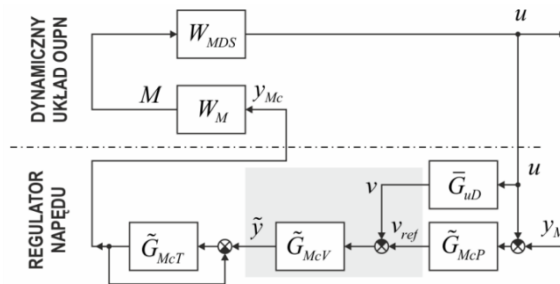 DYNAMICZNY
UKŁAD OUPN
W_MDS
u
M
W_M
y_Mc
u
REGULATOR
NAPĘDU
v
Ḡ_uD
G̃_McT
ỹ
G̃_McV
v_ref
G̃_McP
y_M